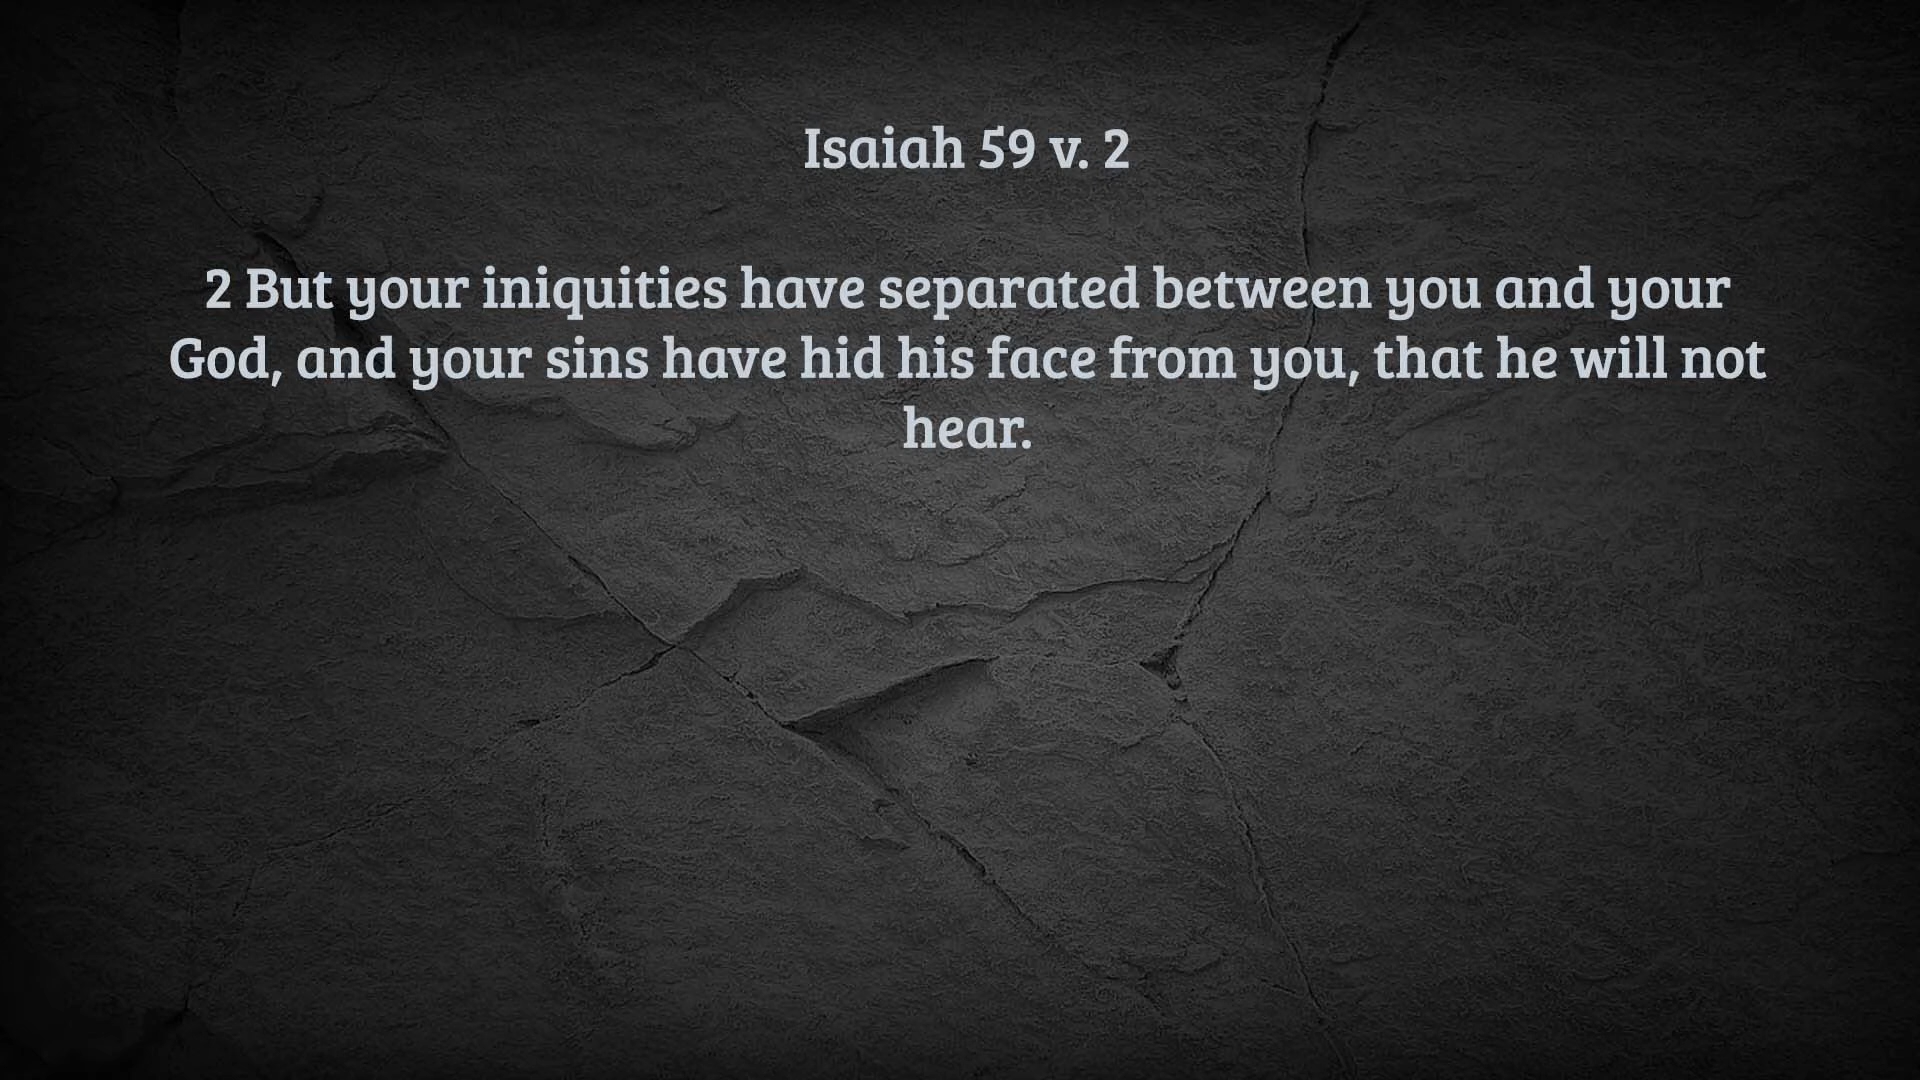 Isaiah 59 v. 2
2 But your iniquities have separated between you and your
God, and your sins have hid his face from you, that he will not
hear.